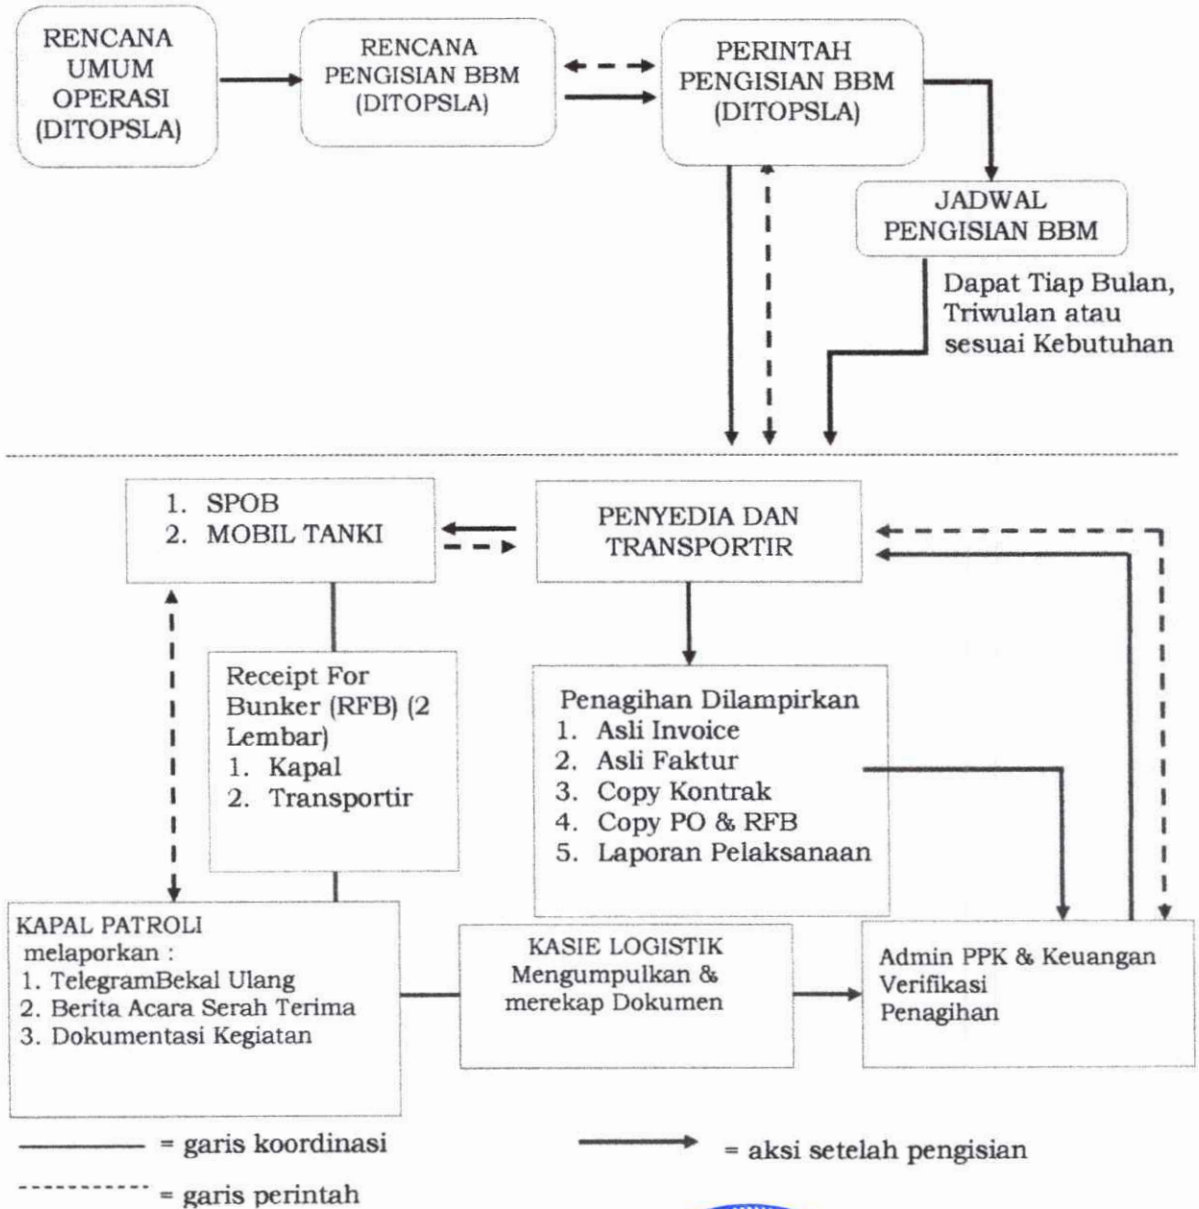 RENCANA
UMUM
OPERASI
(DITOPSLA)
RENCANA
PENGISIAN BBM
(DITOPSLA)
PERINTAH
PENGISIAN BBM
(DITOPSLA)
JADWAL
PENGISIAN BBM
Dapat Tiap Bulan,
Triwulan atau
sesuai Kebutuhan
1. SPOB
2. MOBIL TANKI
PENYEDIA DAN
TRANSPORTIR
Receipt For
Bunker (RFB) (2
Lembar)
1. Kapal
2. Transportir
Penagihan Dilampirkan
1. Asli Invoice
2. Asli Faktur
3. Copy Kontrak
4. Copy PO & RFB
5. Laporan Pelaksanaan
KAPAL PATROLI
melaporkan :
1. TelegramBekal Ulang
2. Berita Acara Serah Terima
3. Dokumentasi Kegiatan
KASIE LOGISTIK
Mengumpulkan &
merekap Dokumen
Admin PPK & Keuangan
Verifikasi
Penagihan
= garis koordinasi
= aksi setelah pengisian
= garis perintah